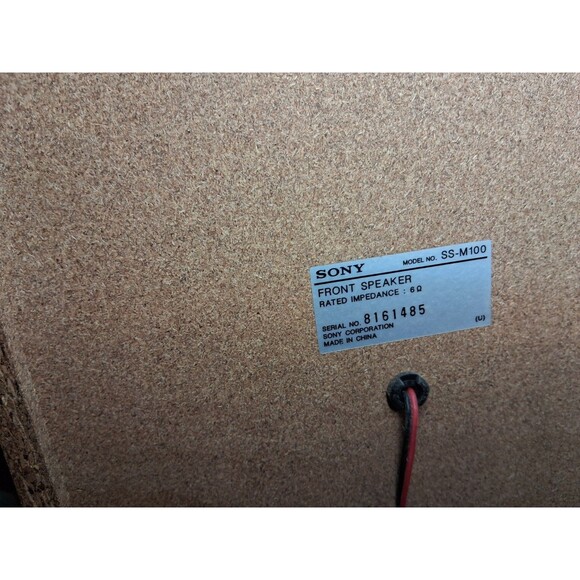 SONY MODEL NO. SS-M100
FRONT SPEAKER
RATED IMPEDANCE : 6Ω
SERIAL NO. 8161485
SONY CORPORATION
MADE IN CHINA (U)